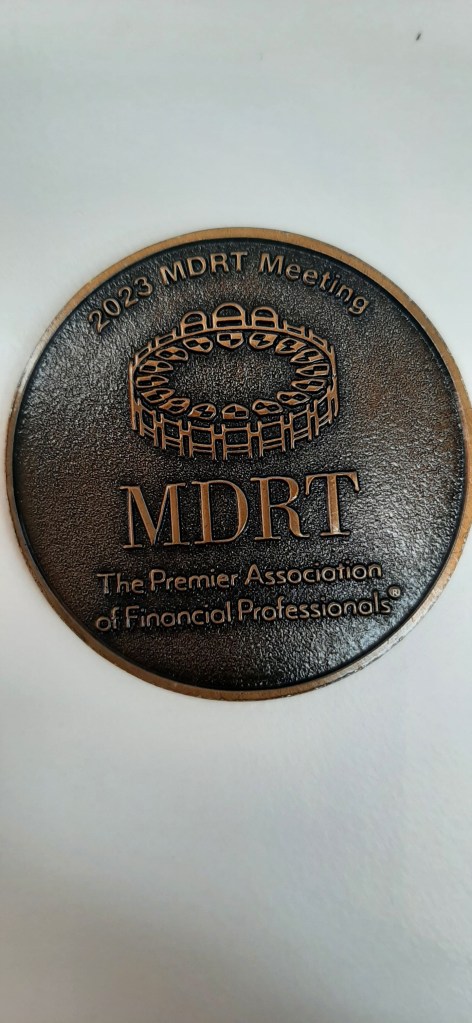 2023 MDRT Meeting
MDRT
The Premier Association
of Financial Professionals®